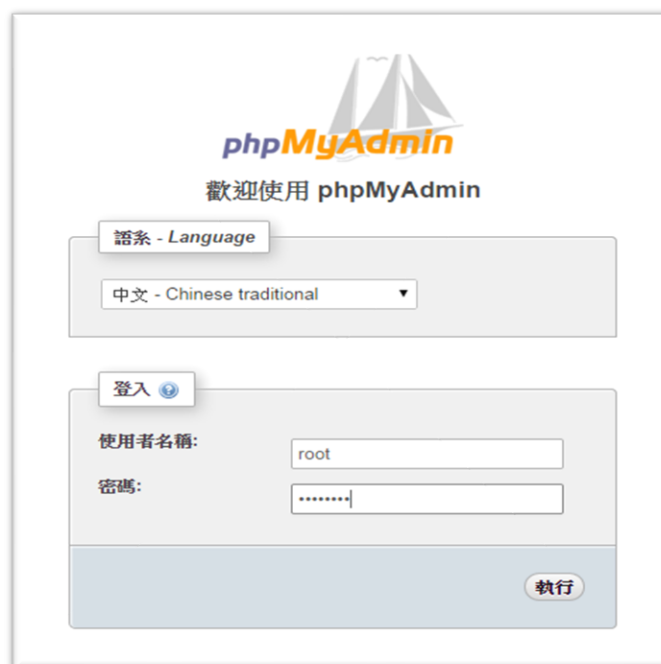 phpMyAdmin
歡迎使用 phpMyAdmin
語系 - Language
中文 - Chinese traditional
登入
使用者名稱:
root
密碼:
••••••••
執行